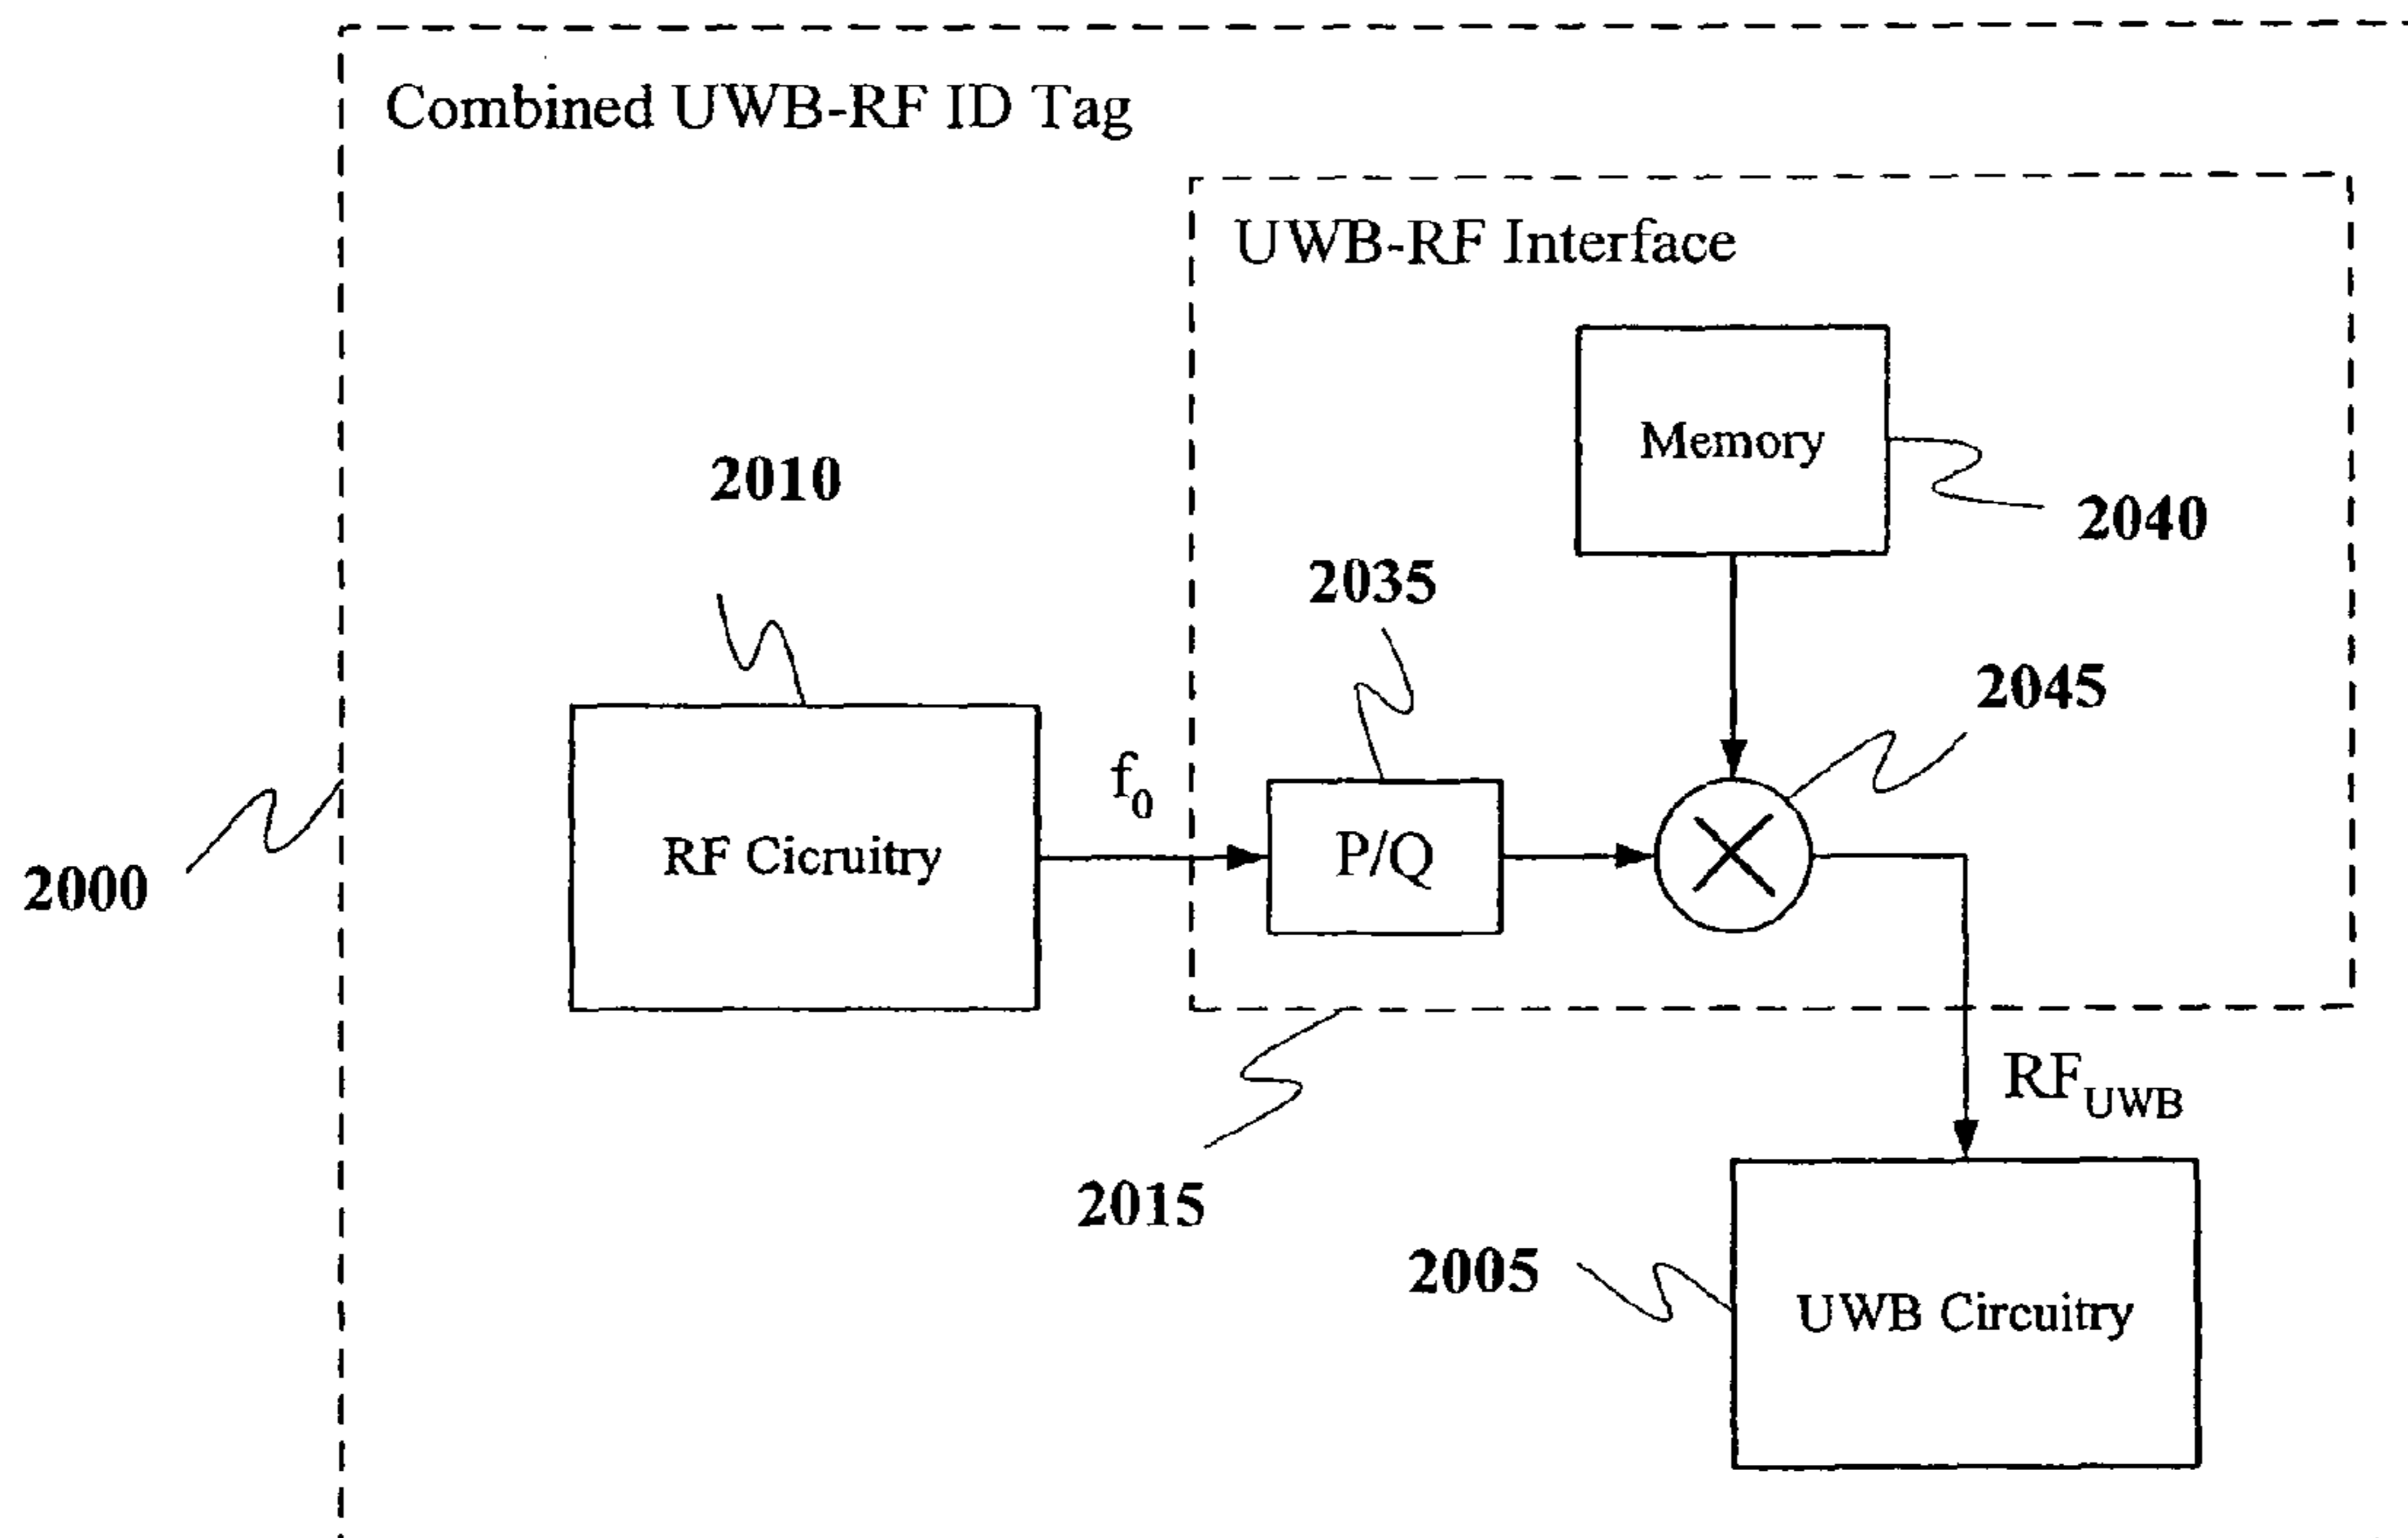 Combined UWB-RF ID Tag
UWB-RF Interface
Memory
2010
2040
2035
2045
f0
RF Cicruitry
P/Q
2000
RFUWB
2015
2005
UWB Circuitry